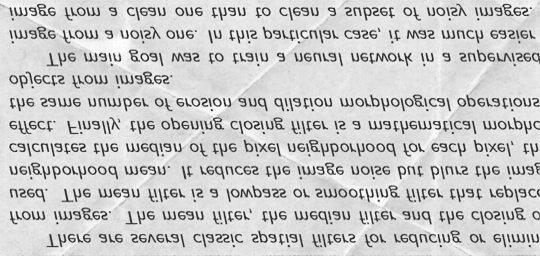 There are several classic spatial filters for reducing or elimin
from images. The mean filter, the median filter and the closing o
used. The mean filter is a lowpass or smoothing filter that replac
neighborhood mean. It reduces the image noise but blurs the imag
calculates the median of the pixel neighborhood for each pixel, th
effect. Finally, the opening closing filter is a mathematical morpho
the same number of erosion and dilation morphological operations
objects from images.
The main goal was to train a neural network in a supervised
image from a noisy one. In this particular case, it was much easier
image from a clean one than to clean a subset of noisy images.